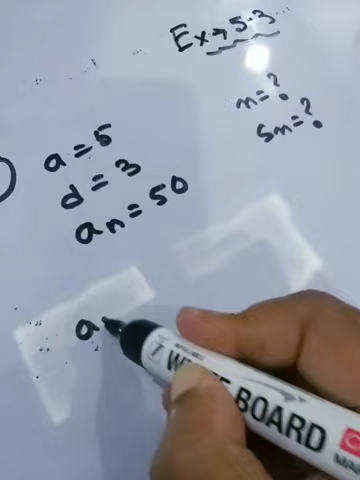 Ex→5.3
n=?
Sn=?
a=5
d=3
an=50
a
WHITE BOARD